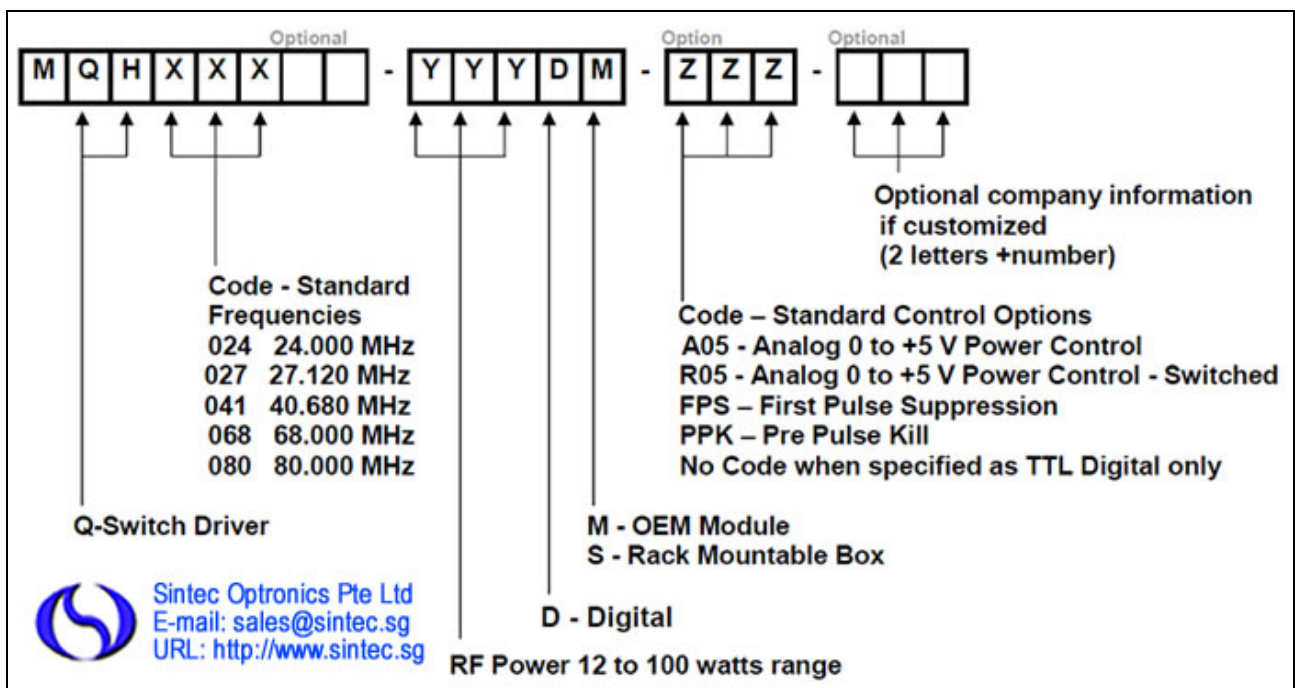 Optional Option Optional
M Q H X X X - Y Y Y D M - Z Z Z -
Optional company information
if customized
(2 letters +number)
Code - Standard
Frequencies
024 24.000 MHz
027 27.120 MHz
041 40.680 MHz
068 68.000 MHz
080 80.000 MHz
Code – Standard Control Options
A05 - Analog 0 to +5 V Power Control
R05 - Analog 0 to +5 V Power Control - Switched
FPS – First Pulse Suppression
PPK – Pre Pulse Kill
No Code when specified as TTL Digital only
Q-Switch Driver
M - OEM Module
S - Rack Mountable Box
D - Digital
RF Power 12 to 100 watts range
Sintec Optronics Pte Ltd
E-mail: sales@sintec.sg
URL: http://www.sintec.sg